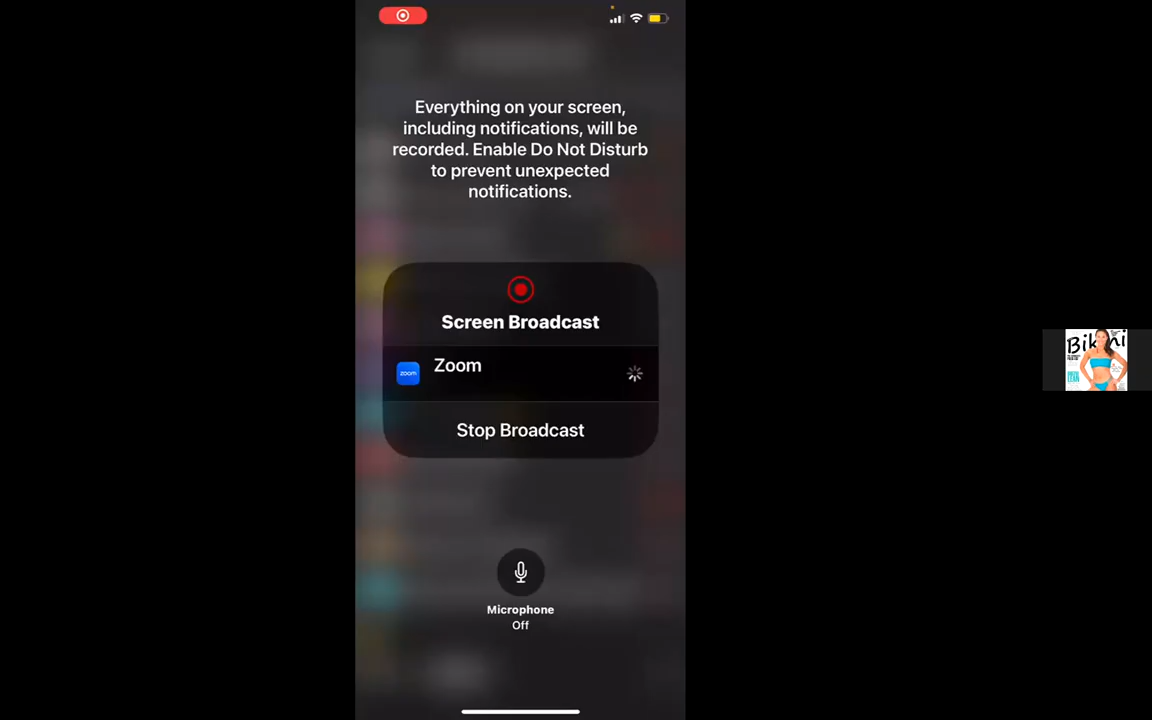 Everything on your screen,
including notifications, will be
recorded. Enable Do Not Disturb
to prevent unexpected
notifications.
Screen Broadcast
zoom
Zoom
Stop Broadcast
Microphone
Off